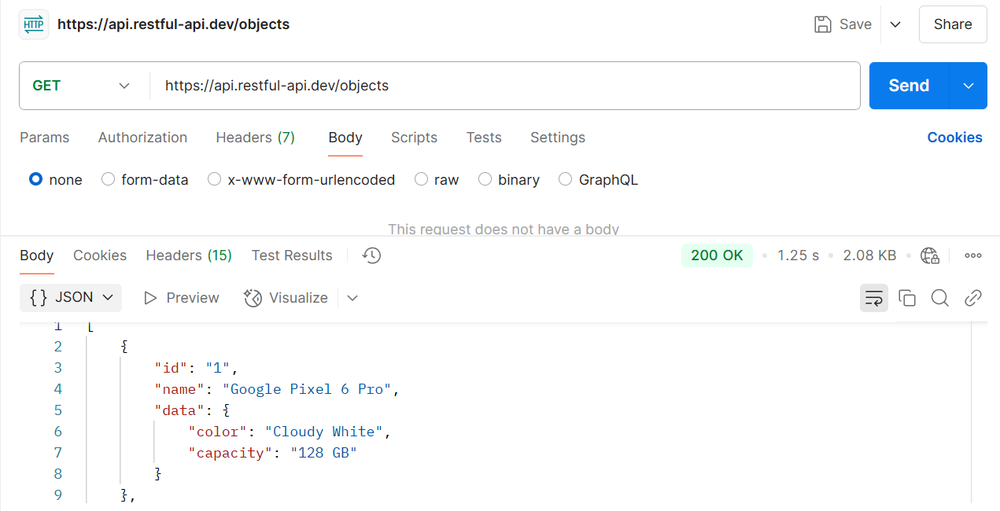 HTTP https://api.restful-api.dev/objects Save Share
GET https://api.restful-api.dev/objects Send
Params Authorization Headers (7) Body Scripts Tests Settings Cookies
none form-data x-www-form-urlencoded raw binary GraphQL
This request does not have a body
Body Cookies Headers (15) Test Results 200 OK • 1.25 s • 2.08 KB •
{} JSON Preview Visualize
1 [
2 {
3 "id": "1",
4 "name": "Google Pixel 6 Pro",
5 "data": {
6 "color": "Cloudy White",
7 "capacity": "128 GB"
8 }
9 },